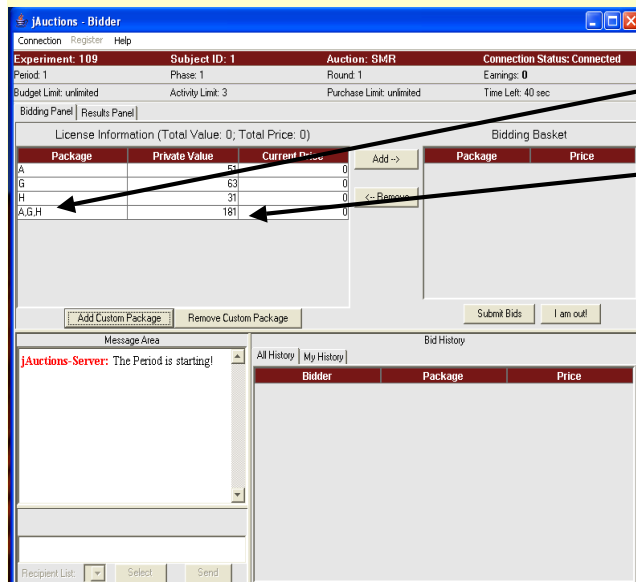 jAuctions - Bidder
Connection Register Help
Experiment: 109 Subject ID: 1 Auction: SMR Connection Status: Connected
Period: 1 Phase: 1 Round: 1 Earnings: 0
Budget Limit: unlimited Activity Limit: 3 Purchase Limit: unlimited Time Left: 40 sec
Bidding Panel Results Panel
License Information (Total Value: 0; Total Price: 0) Bidding Basket
Package Private Value Current Price Add --> Package Price
A 51 0
G 63 0
H 31 0 <-- Remove
A,G,H 181 0
Add Custom Package Remove Custom Package Submit Bids I am out!
Message Area Bid History
jAuctions-Server: The Period is starting! All History My History
Bidder Package Price
Recipient List: Select Send